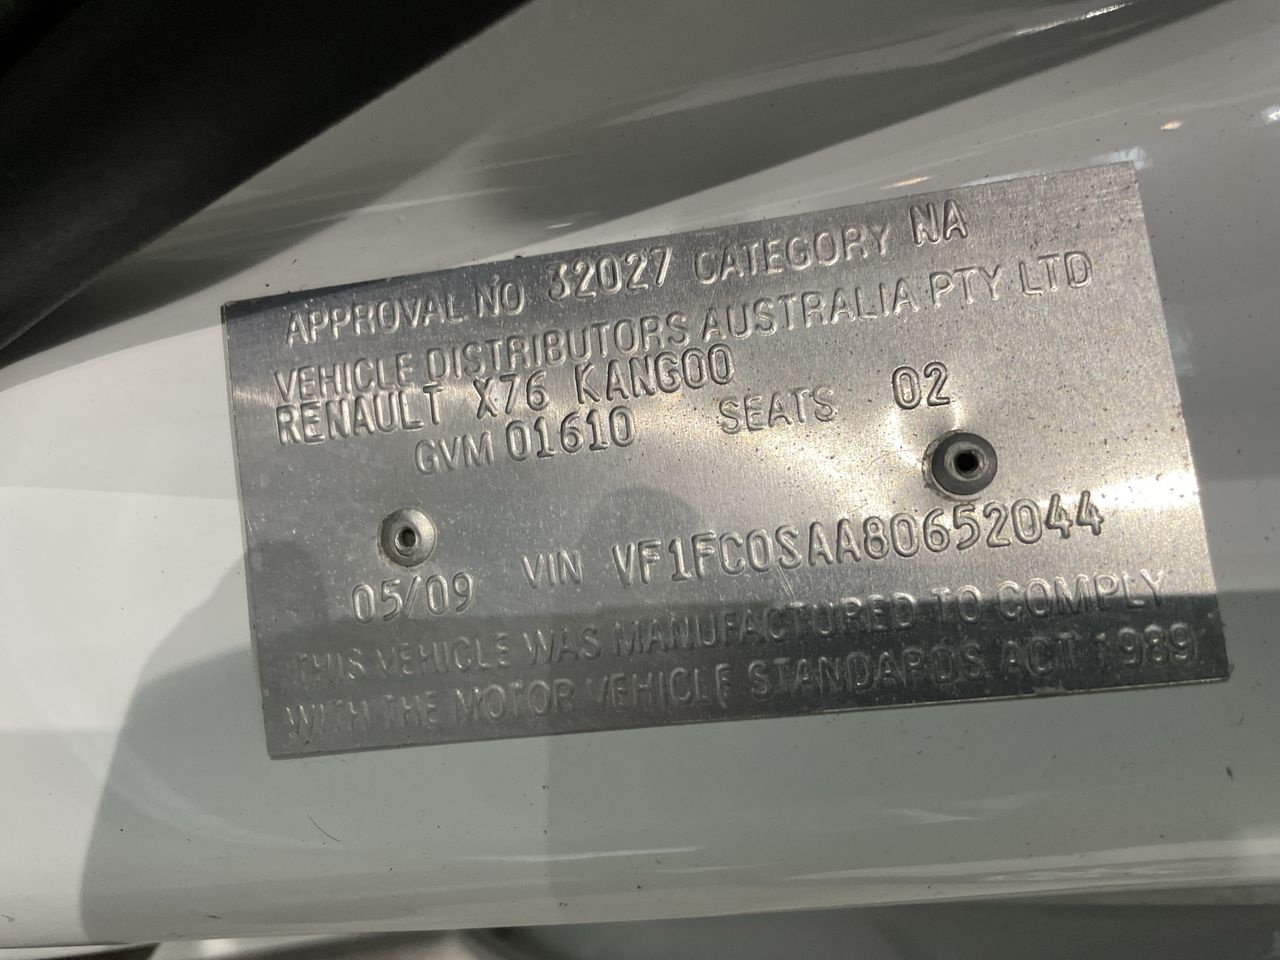 APPROVAL NO 32027 CATEGORY NA
VEHICLE DISTRIBUTORS AUSTRALIA PTY LTD
RENAULT X76 KANGOO
GVM 01610 SEATS 02
05/09 VIN VF1FC0SAA80652044
THIS VEHICLE WAS MANUFACTURED TO COMPLY
WITH THE MOTOR VEHICLE STANDARDS ACT 1989